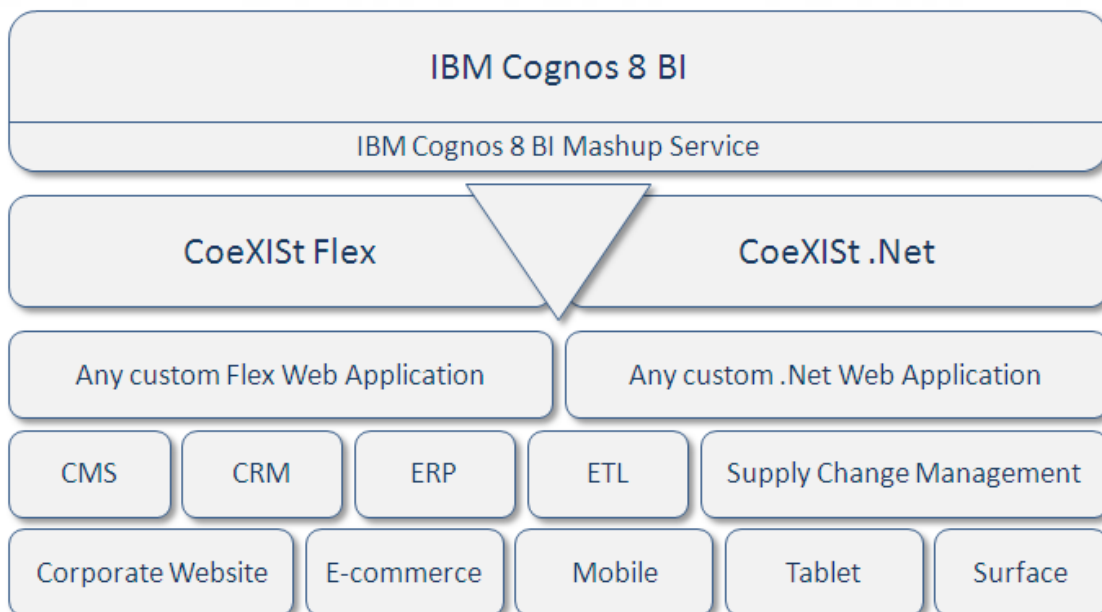 IBM Cognos 8 BI
IBM Cognos 8 BI Mashup Service
CoeXISt Flex
CoeXISt .Net
Any custom Flex Web Application
Any custom .Net Web Application
CMS
CRM
ERP
ETL
Supply Change Management
Corporate Website
E-commerce
Mobile
Tablet
Surface